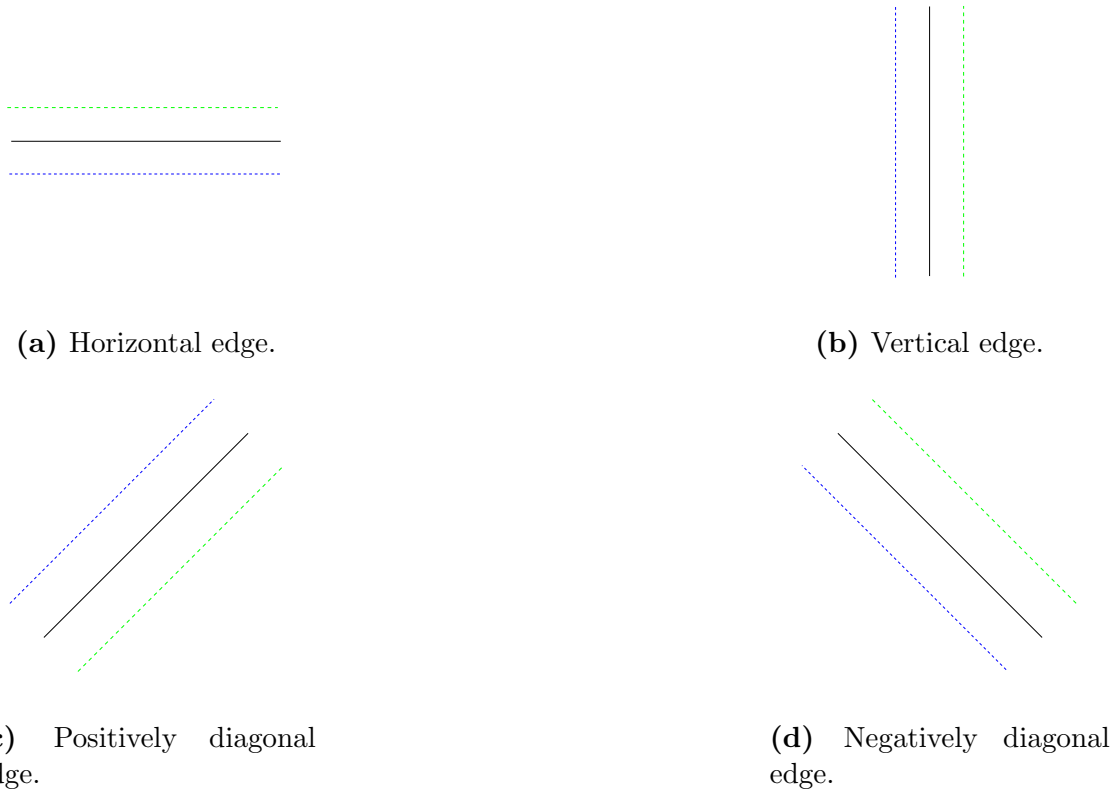 (a) Horizontal edge.
(b) Vertical edge.
) Positively diagonal
dge.
(d) Negatively diagonal
edge.